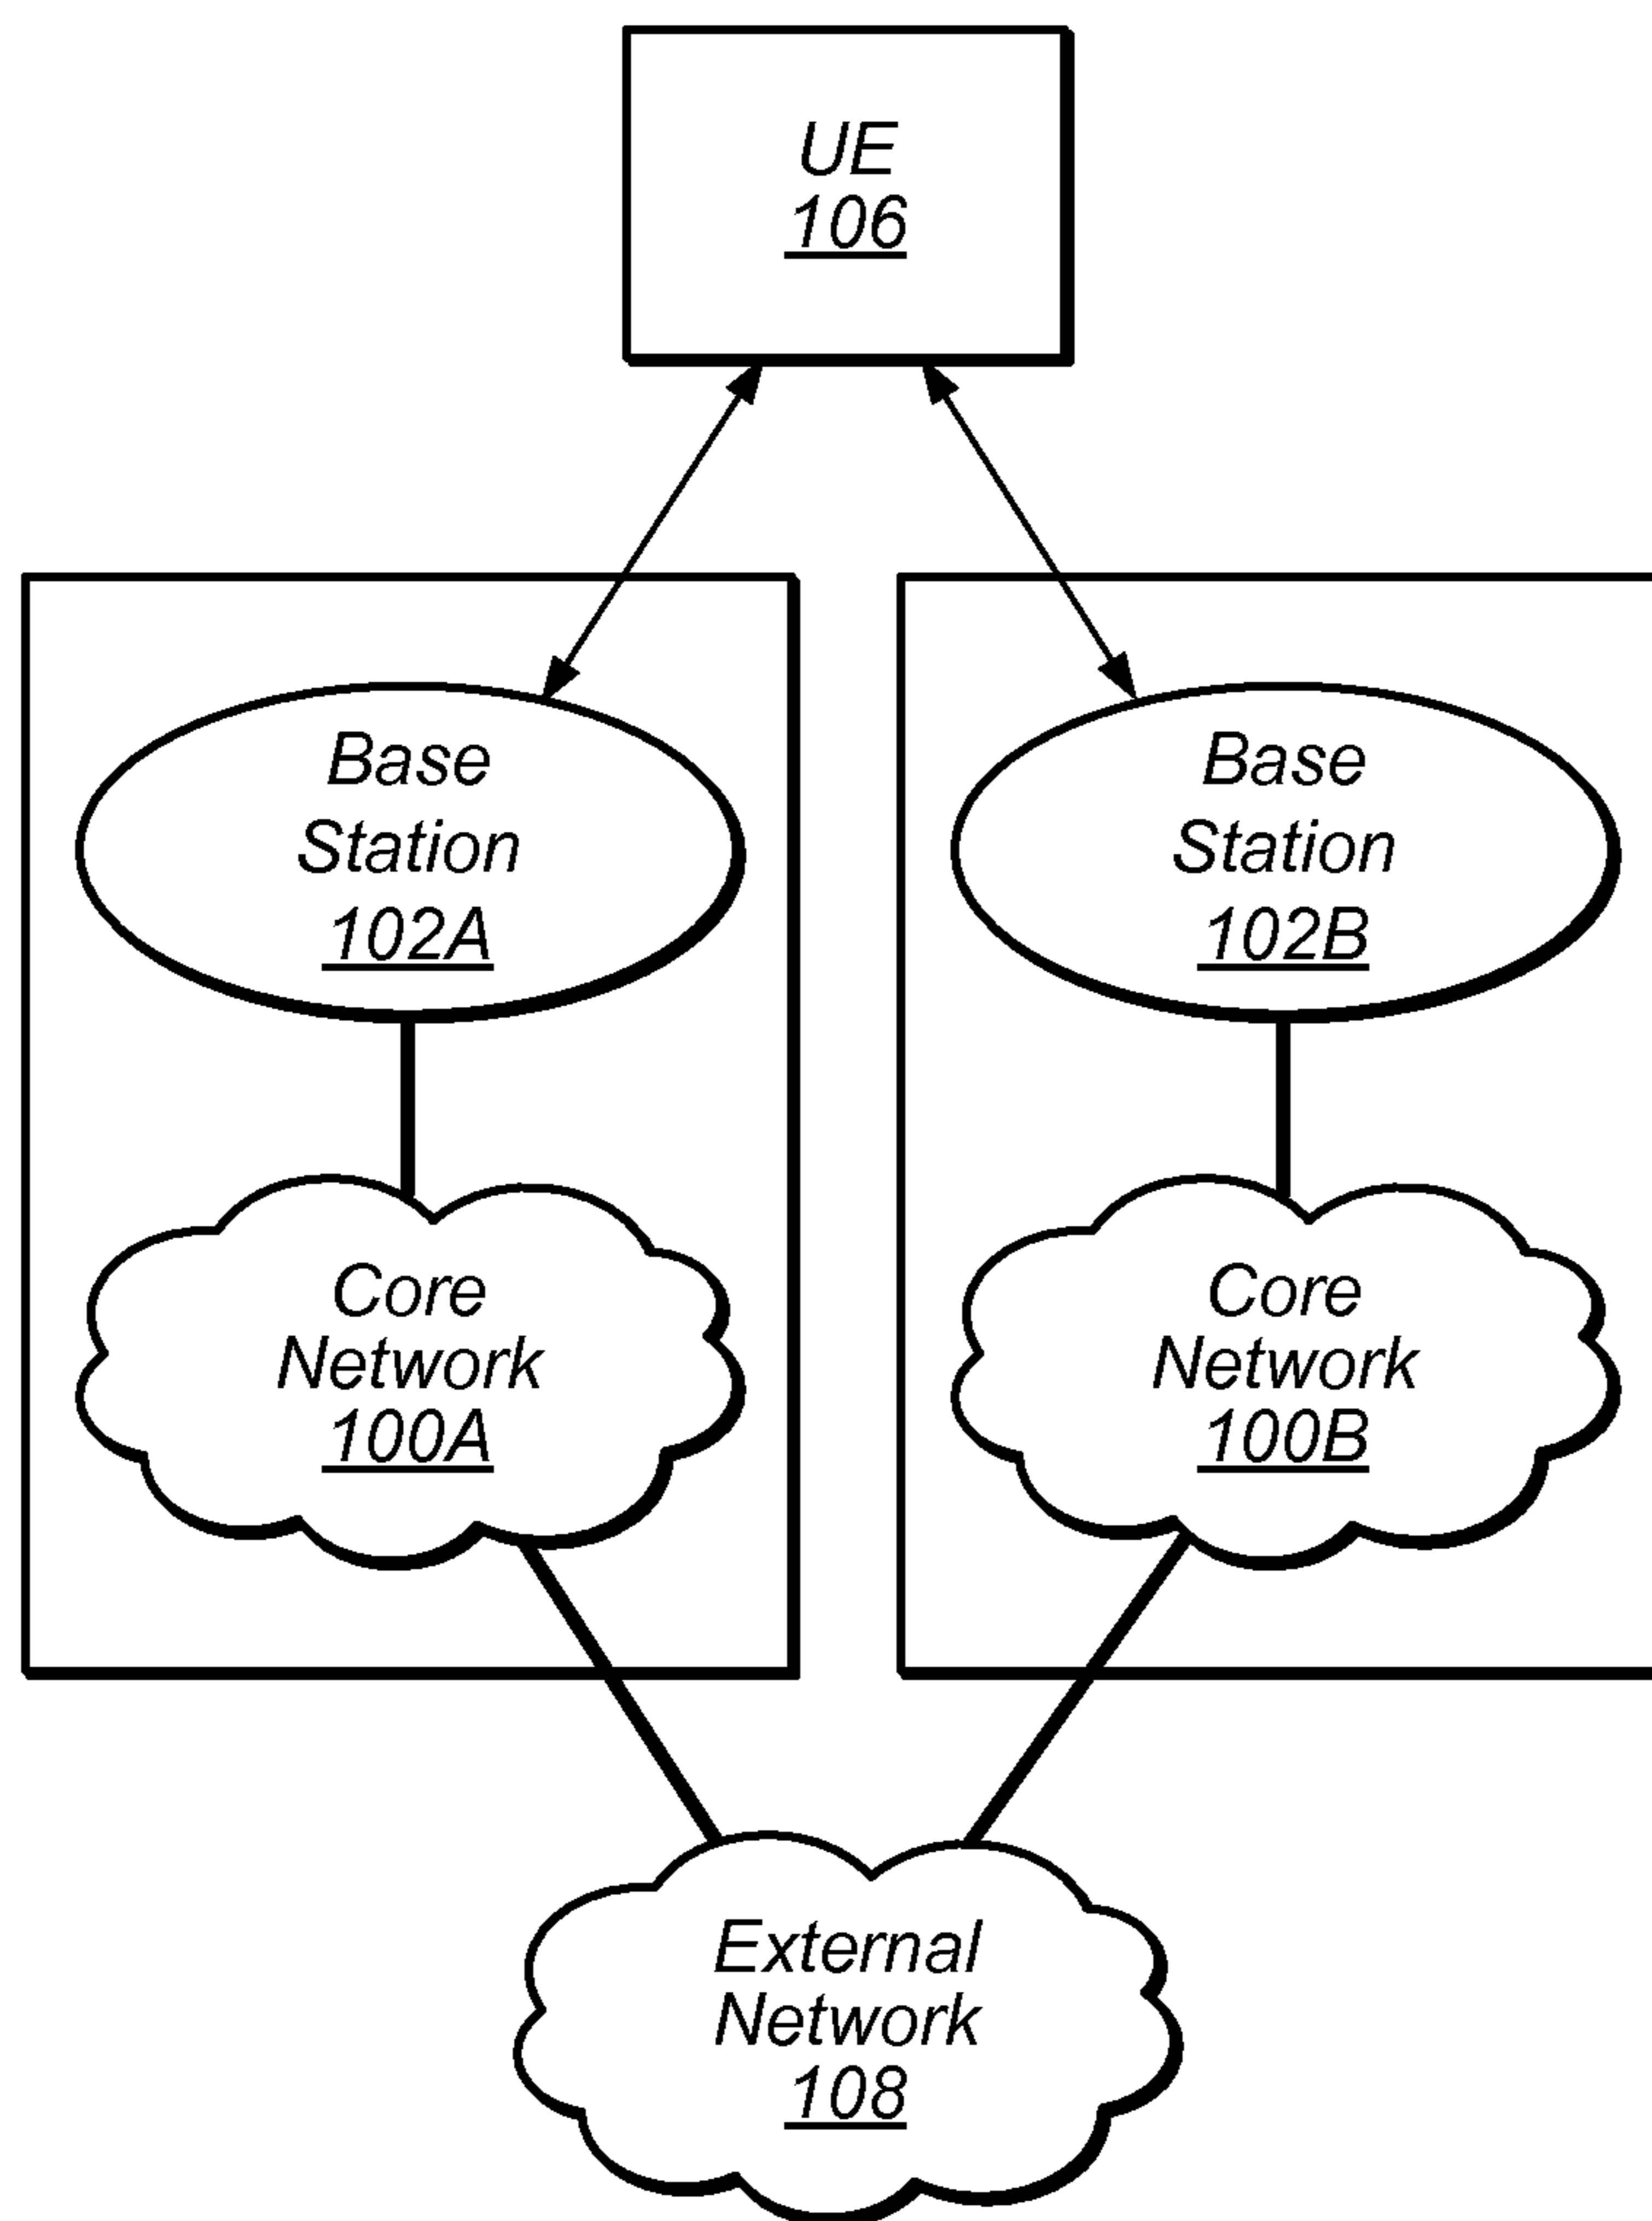 UE
106
Base
Station
102A
Base
Station
102B
Core
Network
100A
Core
Network
100B
External
Network
108